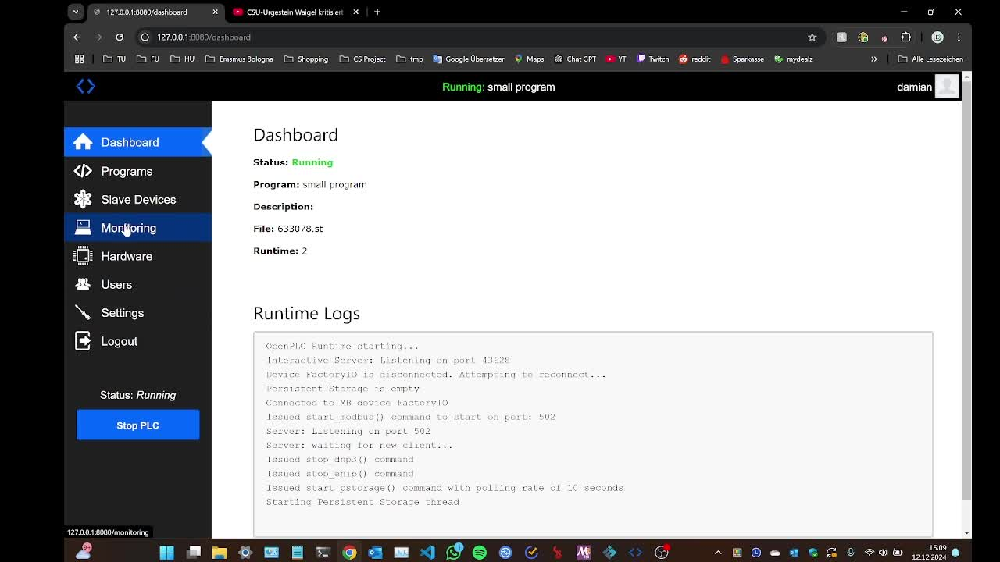 127.0.0.1:8080/dashboard
CSU-Urgestein Waigel kritisiert
127.0.0.1:8080/dashboard
TU
FU
HU
Erasmus Bologna
Shopping
CS Project
tmp
Google Übersetzer
Maps
Chat GPT
YT
Twitch
reddit
Sparkasse
mydealz
Alle Lesezeichen
Running: small program
damian
Dashboard
Programs
Slave Devices
Monitoring
Hardware
Users
Settings
Logout
Status: Running
Stop PLC
Dashboard
Status: Running
Program: small program
Description:
File: 633078.st
Runtime: 2
Runtime Logs
OpenPLC Runtime starting...
Interactive Server: Listening on port 43628
Device FactoryIO is disconnected. Attempting to reconnect...
Persistent Storage is empty
Connected to MB device FactoryIO
Issued start_modbus() command to start on port: 502
Server: Listening on port 502
Server: waiting for new client...
Issued stop_dnp3() command
Issued stop_enip() command
Issued start_pstorage() command with polling rate of 10 seconds
Starting Persistent Storage thread
127.0.0.1:8080/monitoring
15:09
12.12.2024